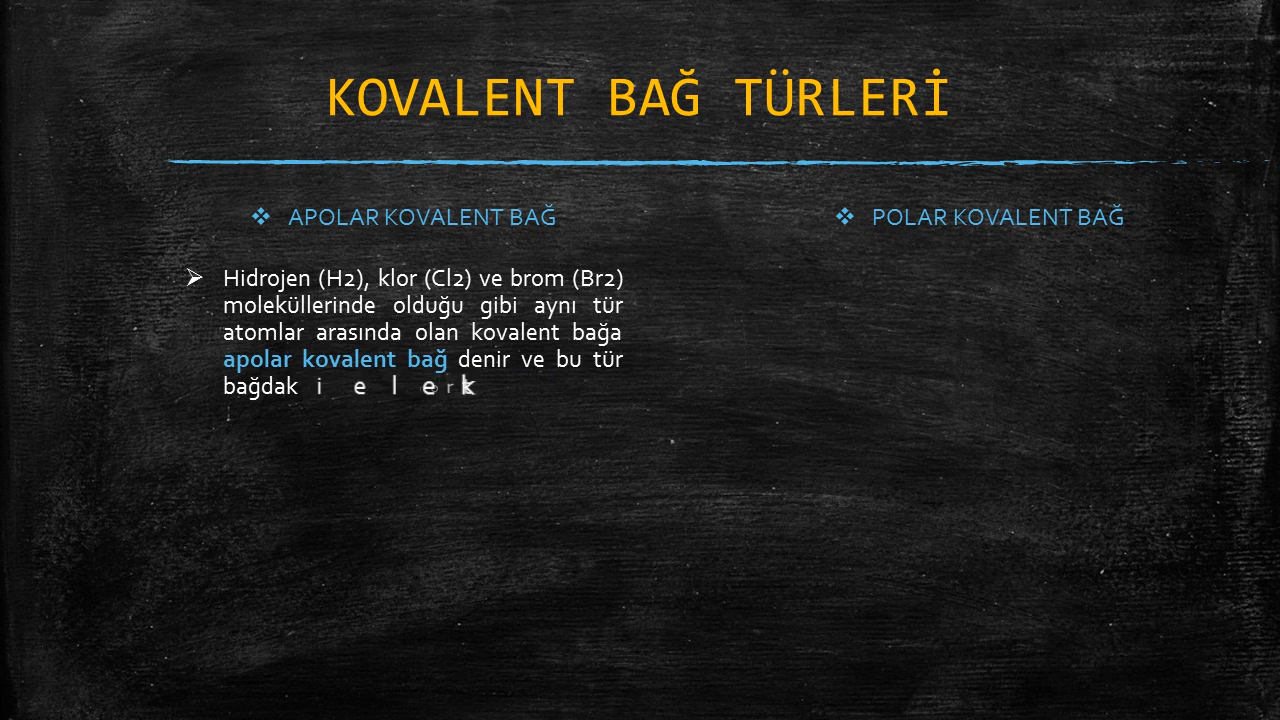 KOVALENT BAĞ TÜRLERİ
❖ APOLAR KOVALENT BAĞ
➢ Hidrojen (H2), klor (Cl2) ve brom (Br2)
moleküllerinde olduğu gibi aynı tür
atomlar arasında olan kovalent bağa
apolar kovalent bağ denir ve bu tür
bağdak i e l e k
❖ POLAR KOVALENT BAĞ